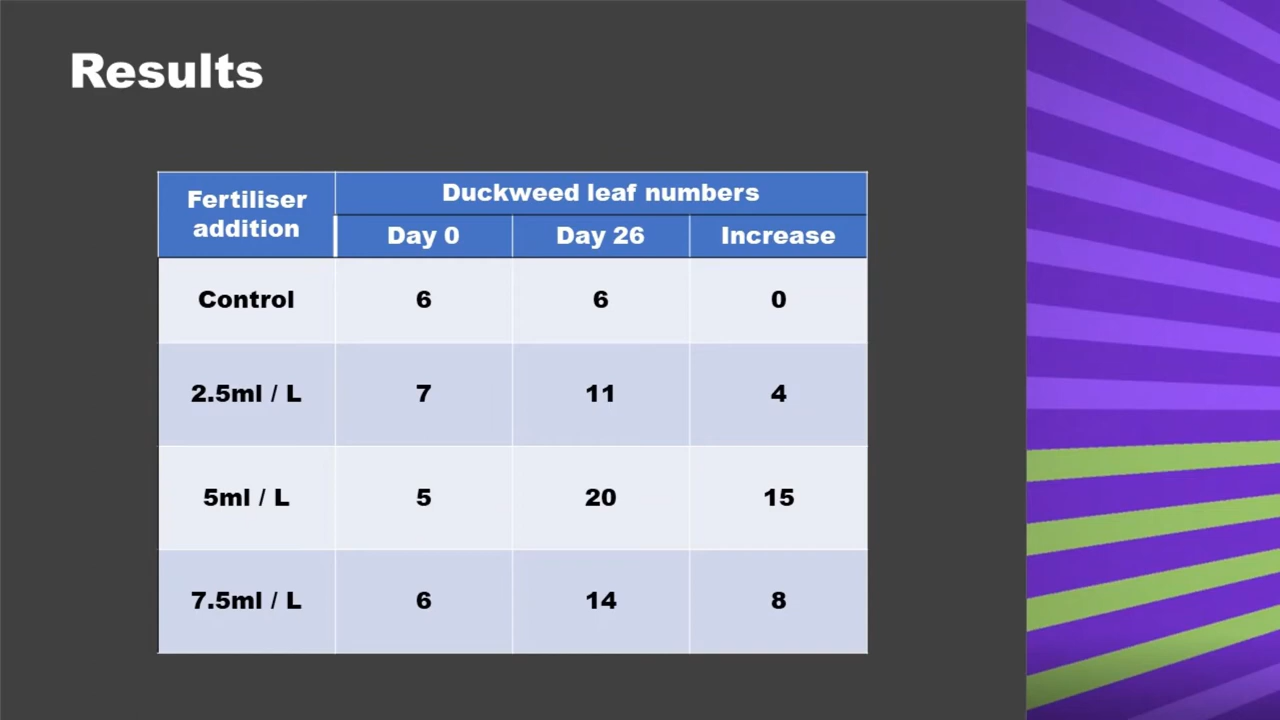 Results
Fertiliser
addition
Duckweed leaf numbers
Day 0 Day 26 Increase
Control 6 6 0
2.5ml / L 7 11 4
5ml / L 5 20 15
7.5ml / L 6 14 8